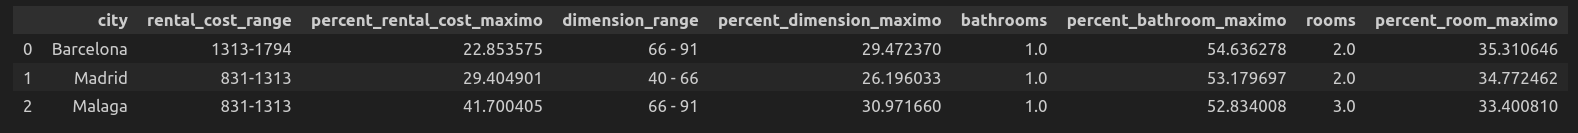 city rental_cost_range percent_rental_cost_maximo dimension_range percent_dimension_maximo bathrooms percent_bathroom_maximo rooms percent_room_maximo
0 Barcelona 1313-1794 22.853575 66 - 91 29.472370 1.0 54.636278 2.0 35.310646
1 Madrid 831-1313 29.404901 40 - 66 26.196033 1.0 53.179697 2.0 34.772462
2 Malaga 831-1313 41.700405 66 - 91 30.971660 1.0 52.834008 3.0 33.400810